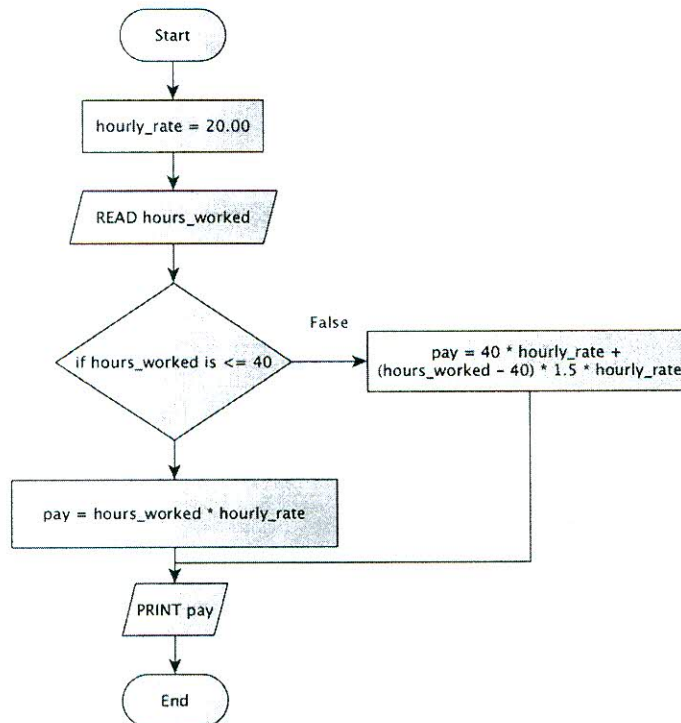 Start
hourly_rate = 20.00
READ hours_worked
if hours_worked is <= 40
False
pay = 40 * hourly_rate +
(hours_worked - 40) * 1.5 * hourly_rate
pay = hours_worked * hourly_rate
PRINT pay
End